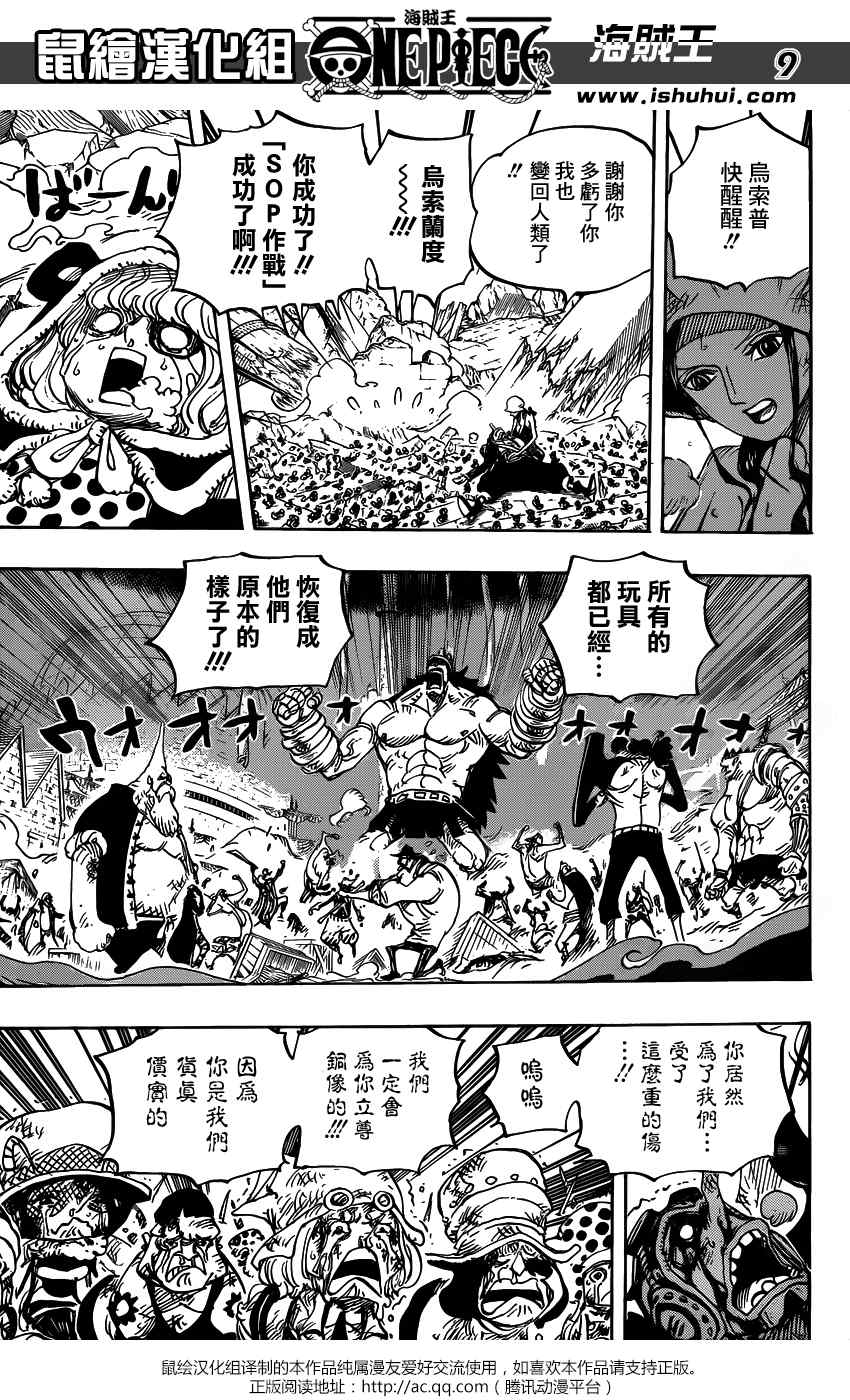 鼠繪漢化組
海賊王
ONE PIECE
海賊王
9
www.ishuhui.com
烏索普
快醒醒!!
謝謝你
多虧了你
我也
變回人類了
!!
烏索蘭度
~~~!!!
你成功了!!
「SOP作戰」
成功了啊!!!
ばーん!
所有的
玩具
都已經…
恢復成
他們
原本的
樣子了!!!
ウオオオオオオオ
你居然
為了我們…
受了
這麼重的傷
…!!
嗚
嗚
我們
一定會
為你立尊
銅像的!!!
因為
你是我們
貨真
價實的
鼠绘汉化组译制的本作品纯属漫友爱好交流使用，如喜欢本作品请支持正版。
正版阅读地址：http://ac.qq.com（腾讯动漫平台）